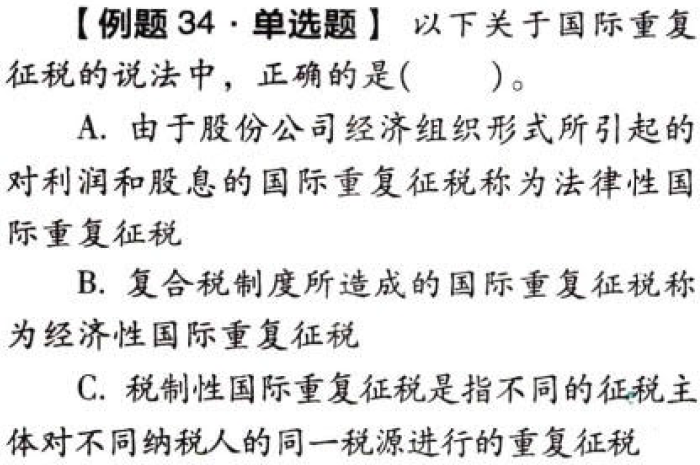 【例题 34·单选题】 以下关于国际重复
征税的说法中，正确的是(　　)。
A. 由于股份公司经济组织形式所引起的
对利润和股息的国际重复征税称为法律性国
际重复征税
B. 复合税制度所造成的国际重复征税称
为经济性国际重复征税
C. 税制性国际重复征税是指不同的征税主
体对不同纳税人的同一税源进行的重复征税